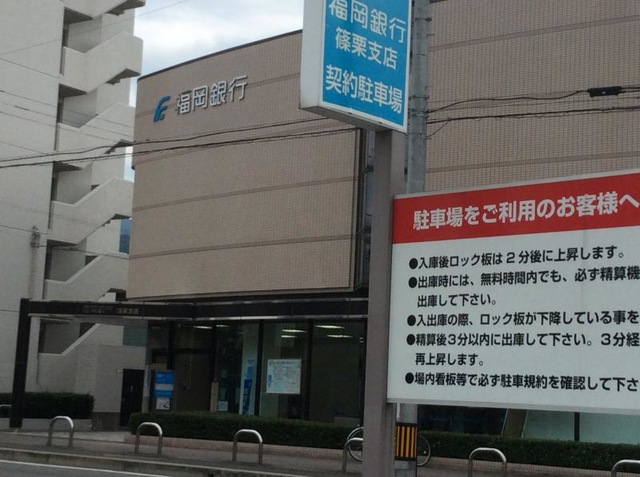 福岡銀行
篠栗支店
契約駐車場
福岡銀行
駐車場をご利用のお客様へ
●入庫後ロック板は2分後に上昇します。
●出庫時には、無料時間内でも、必ず精算機
出庫して下さい。
●入出庫の際、ロック板が下降している事を
●精算後3分以内に出庫して下さい。3分経
再上昇します。
●場内看板等で必ず駐車規約を確認して下さ